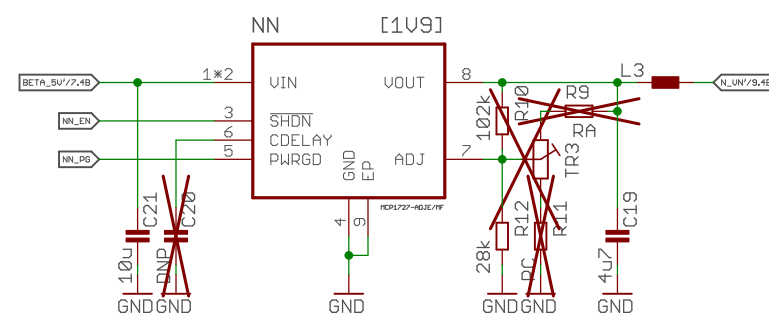 NN [1V9]
BETA_5V'/7.4B
1*2 VIN VOUT 8
L3
N_VN'/9.4B
R10
102k
R9
RA
NN_EN
3 SHDN
6 CDELAY
NN_PG
5 PWRGD
GND
EP
ADJ 7
TR3
MCP1727-ADJE/MF
4
9
C21
10u
C20
DNP
R12
28k
R11
RC
C19
4u7
GND GND GND GND GND GND